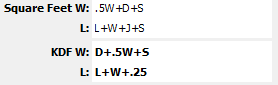 Square Feet W: .5W+D+S
L: L+W+J+S
KDF W: D+.5W+S
L: L+W+.25